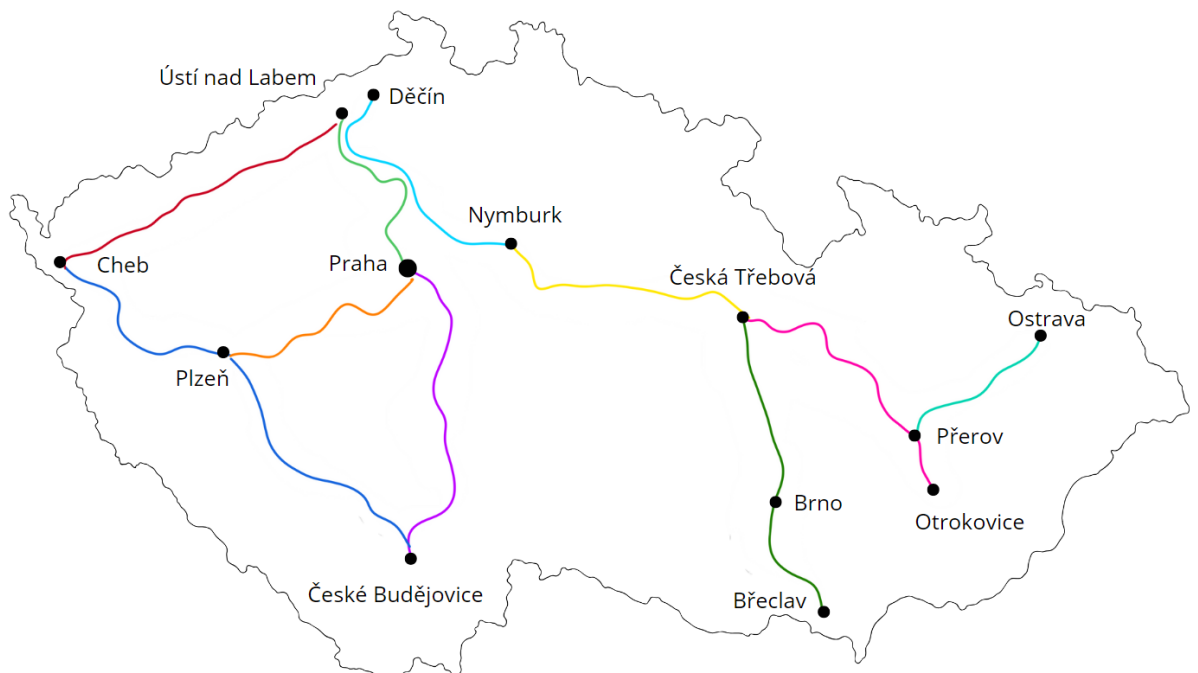 Ústí nad Labem
Děčín
Nymburk
Cheb
Praha
Česká Třebová
Ostrava
Plzeň
Přerov
Brno
Otrokovice
České Budějovice
Břeclav